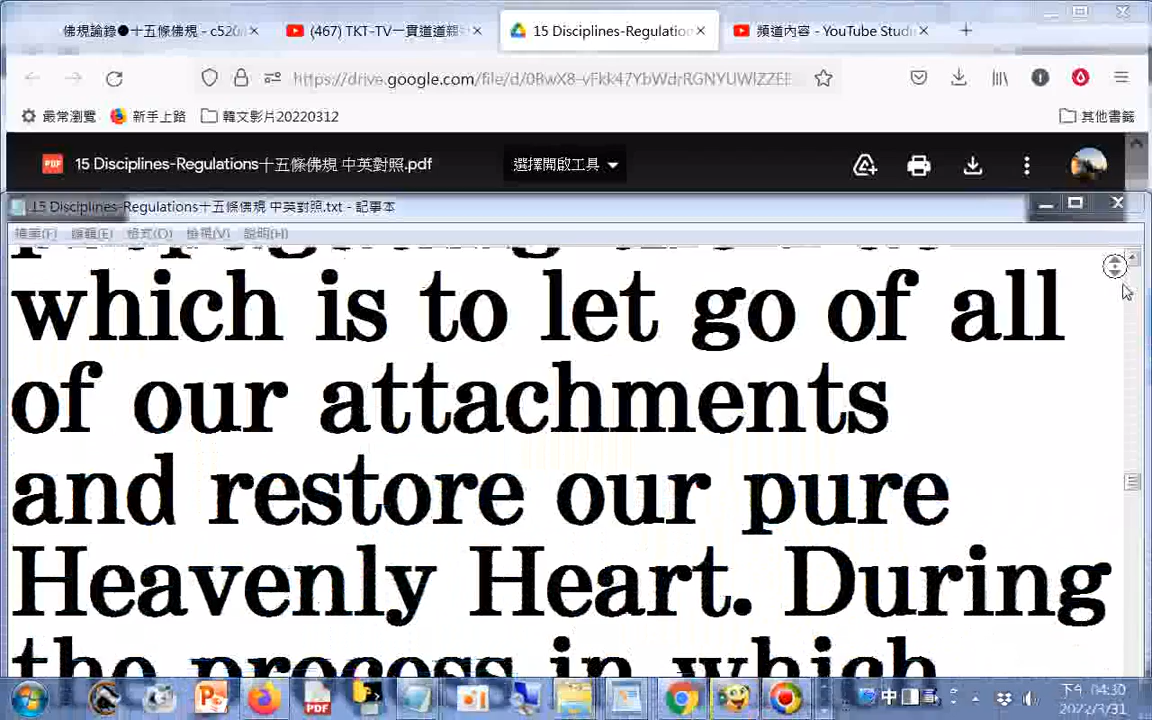 佛規論錄●十五條佛規 - c520
(467) TKT-TV一貫道道親
15 Disciplines-Regulation
頻道內容 - YouTube Studi
https://drive.google.com/file/d/0BwX8-vFkk47YbWdrRGNYUWlZZEE
最常瀏覽 新手上路 韓文影片20220312 其他書籤
PDF 15 Disciplines-Regulations十五條佛規 中英對照.pdf 選擇開啟工具
15 Disciplines-Regulations十五條佛規 中英對照.txt - 記事本
檔案(F) 編輯(E) 格式(O) 檢視(V) 說明(H)
which is to let go of all
of our attachments
and restore our pure
Heavenly Heart. During
the process in which
中
下午 04:30
2022/3/31